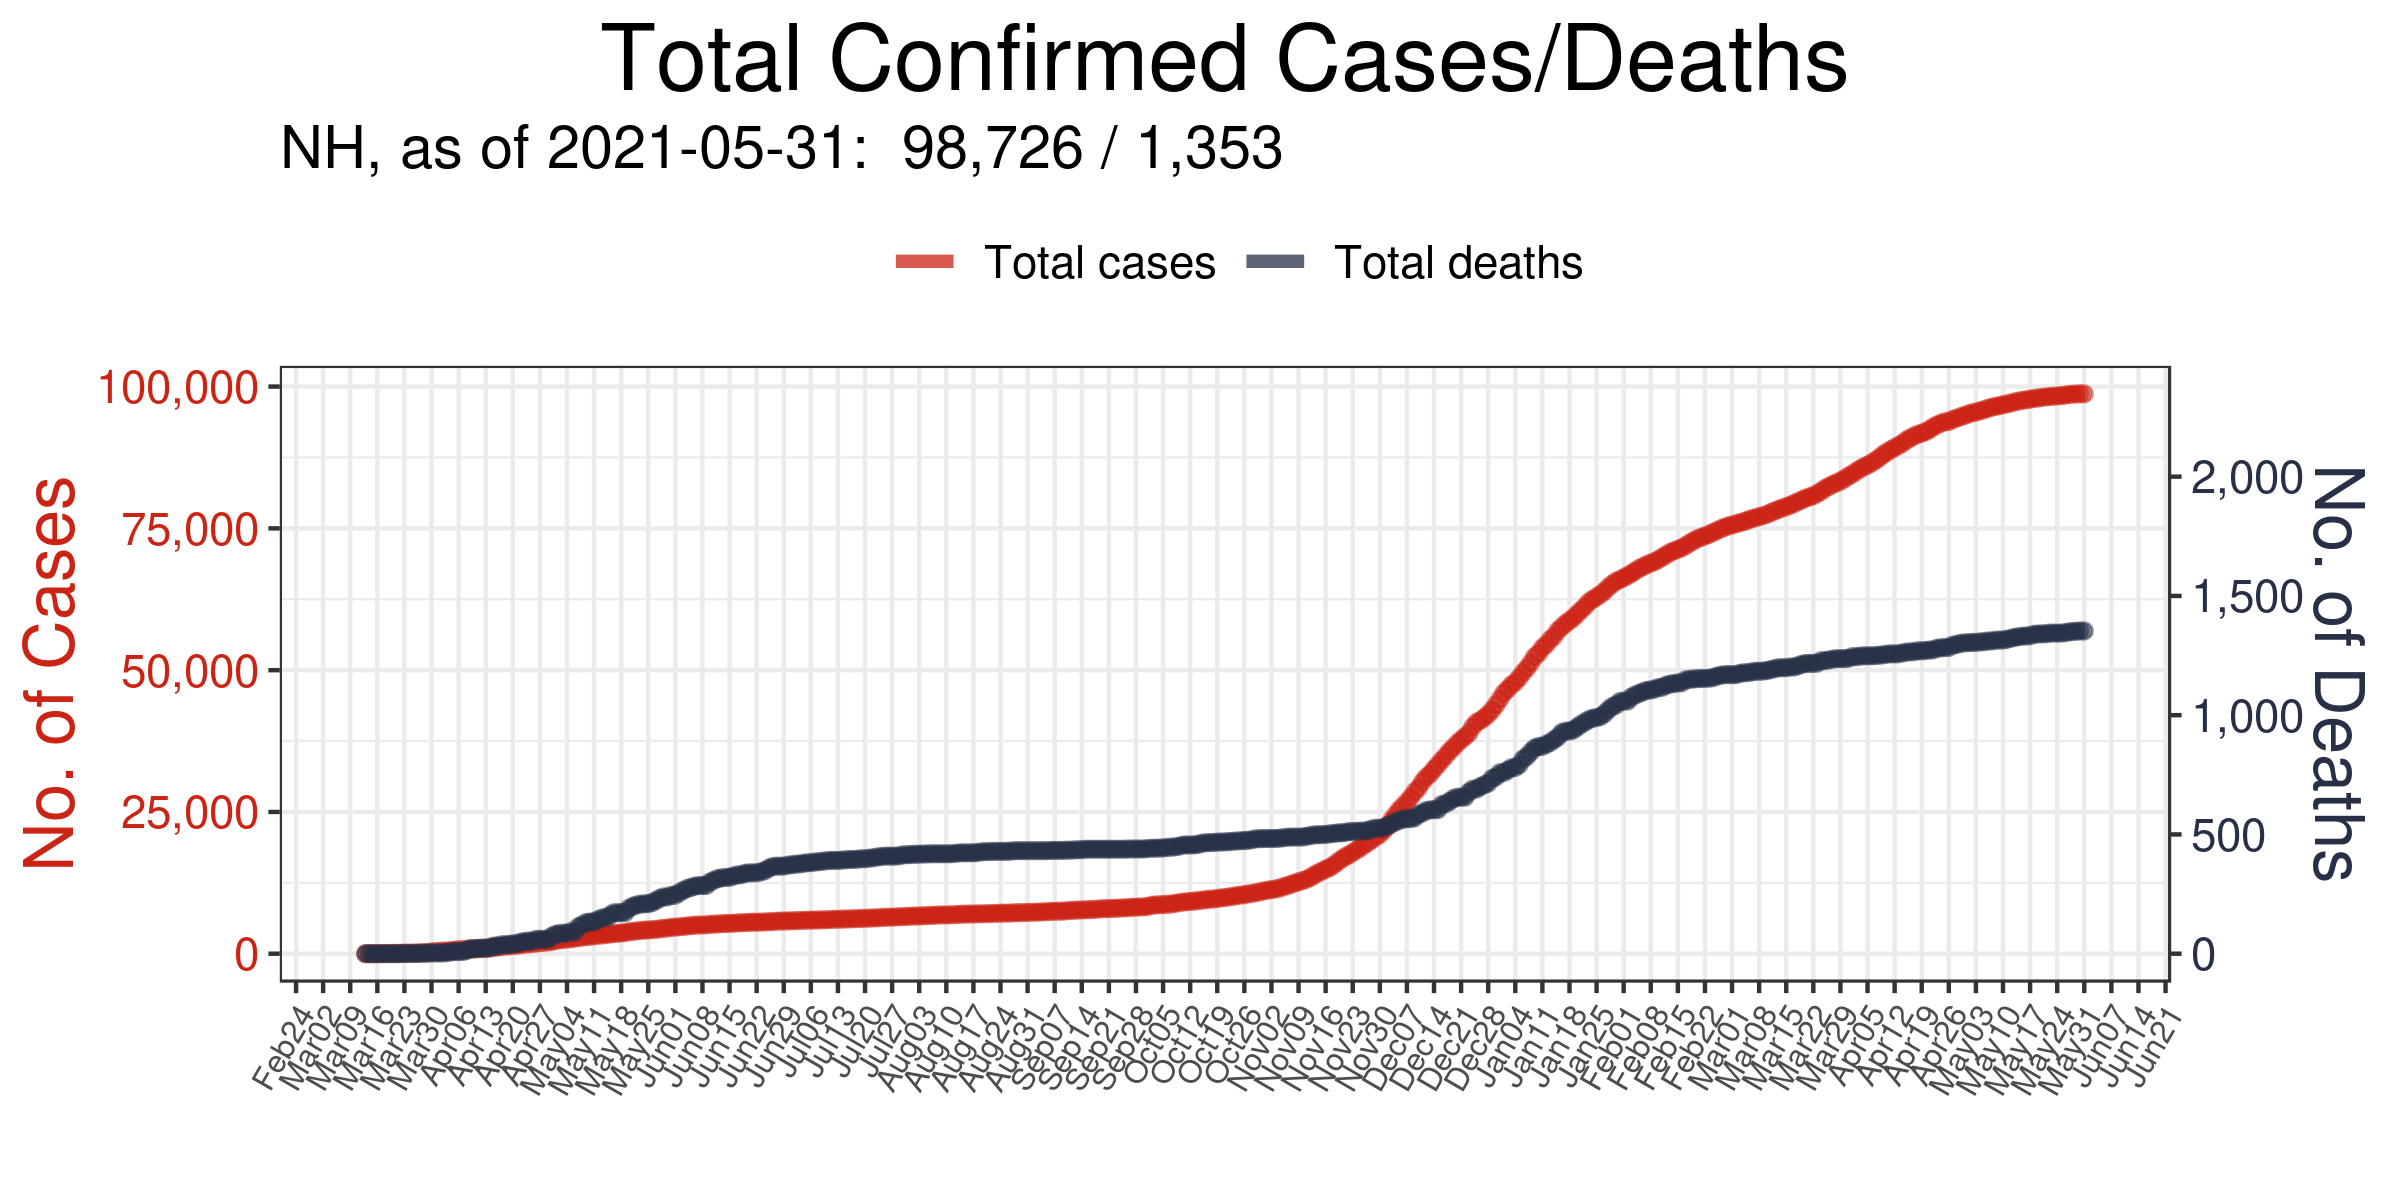 Total Confirmed Cases/Deaths
NH, as of 2021-05-31:  98,726 / 1,353
Total cases
Total deaths
No. of Cases
100,000
75,000
50,000
25,000
0
2,000
1,500
1,000
500
0
No. of Deaths
Feb24
Mar02
Mar09
Mar16
Mar23
Mar30
Apr06
Apr13
Apr20
Apr27
May04
May11
May18
May25
Jun01
Jun08
Jun15
Jun22
Jun29
Jul06
Jul13
Jul20
Jul27
Aug03
Aug10
Aug17
Aug24
Aug31
Sep07
Sep14
Sep21
Sep28
Oct05
Oct12
Oct19
Oct26
Nov02
Nov09
Nov16
Nov23
Nov30
Dec07
Dec14
Dec21
Dec28
Jan04
Jan11
Jan18
Jan25
Feb01
Feb08
Feb15
Feb22
Mar01
Mar08
Mar15
Mar22
Mar29
Apr05
Apr12
Apr19
Apr26
May03
May10
May17
May24
May31
Jun07
Jun14
Jun21